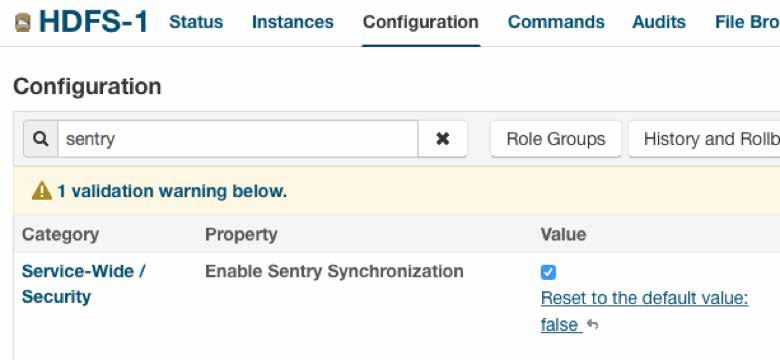 HDFS-1 Status Instances Configuration Commands Audits File Bro
Configuration
sentry Role Groups History and Rollb
1 validation warning below.
Category Property Value
Service-Wide / Enable Sentry Synchronization
Security
Reset to the default value:
false